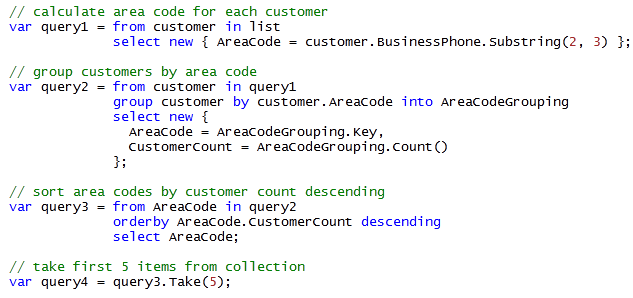 // calculate area code for each customer
var query1 = from customer in list
             select new { AreaCode = customer.BusinessPhone.Substring(2, 3) };

// group customers by area code
var query2 = from customer in query1
             group customer by customer.AreaCode into AreaCodeGrouping
             select new {
               AreaCode = AreaCodeGrouping.Key,
               CustomerCount = AreaCodeGrouping.Count()
             };

// sort area codes by customer count descending
var query3 = from AreaCode in query2
             orderby AreaCode.CustomerCount descending
             select AreaCode;

// take first 5 items from collection
var query4 = query3.Take(5);